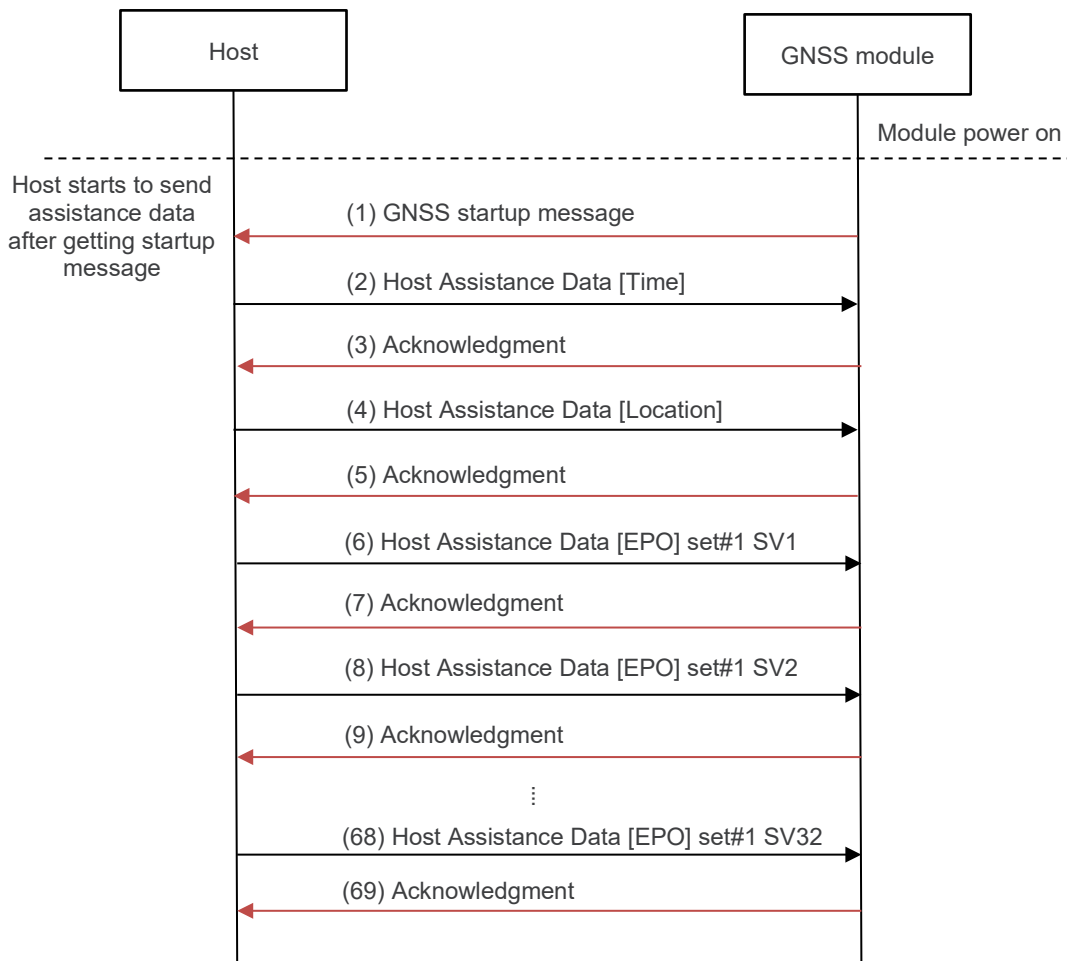 Host
GNSS module
Module power on
Host starts to send
assistance data
after getting startup
message
(1) GNSS startup message
(2) Host Assistance Data [Time]
(3) Acknowledgment
(4) Host Assistance Data [Location]
(5) Acknowledgment
(6) Host Assistance Data [EPO] set#1 SV1
(7) Acknowledgment
(8) Host Assistance Data [EPO] set#1 SV2
(9) Acknowledgment
(68) Host Assistance Data [EPO] set#1 SV32
(69) Acknowledgment